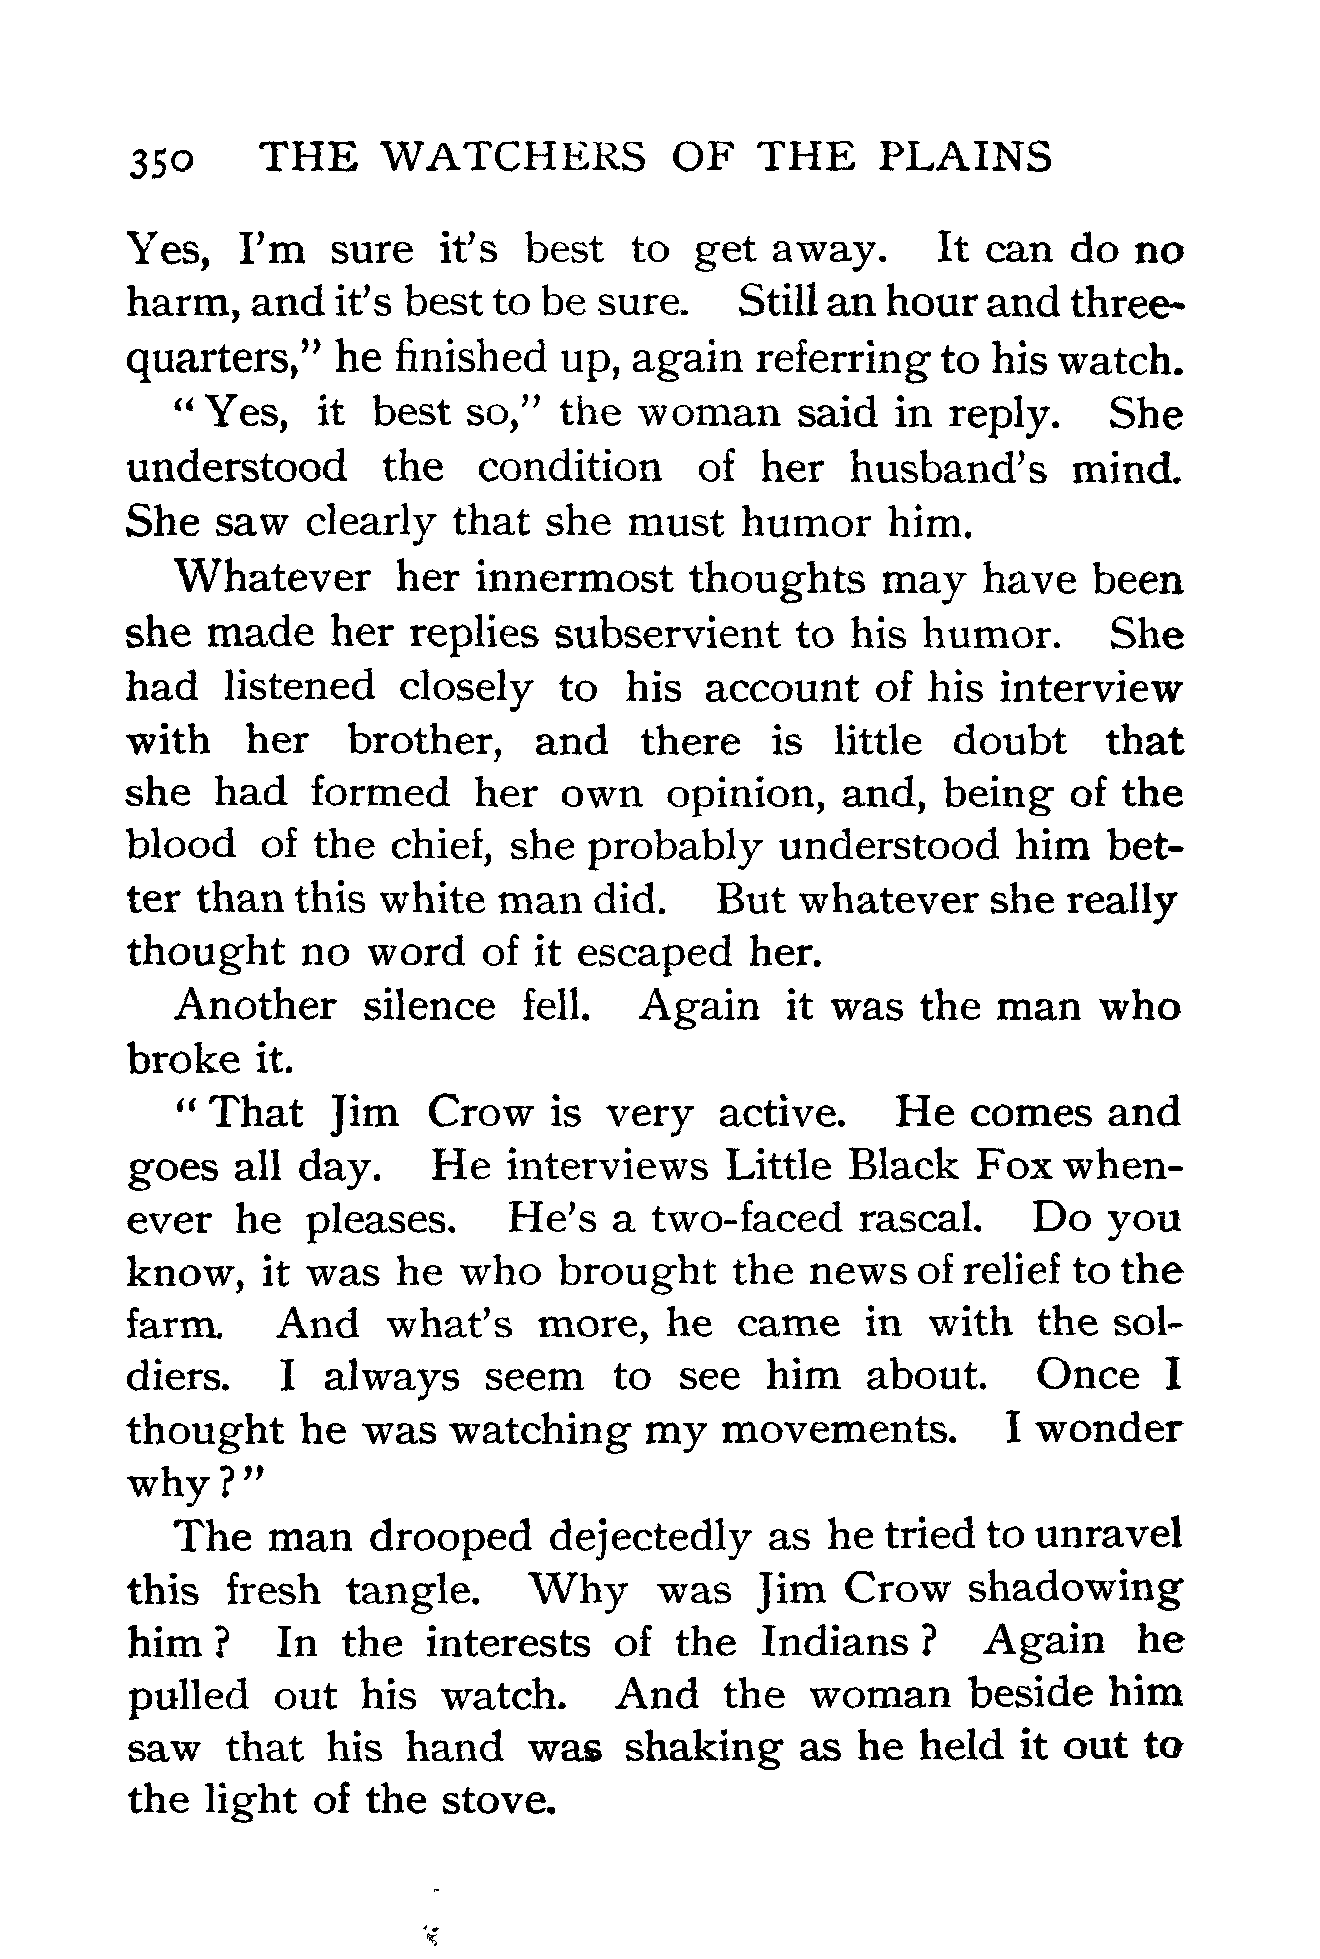 350 THE WATCHERS OF THE PLAINS
Yes, I'm sure it's best to get away. It can do no
harm, and it's best to be sure. Still an hour and three-
quarters," he finished up, again referring to his watch.
"Yes, it best so," the woman said in reply. She
understood the condition of her husband's mind.
She saw clearly that she must humor him.
Whatever her innermost thoughts may have been
she made her replies subservient to his humor. She
had listened closely to his account of his interview
with her brother, and there is little doubt that
she had formed her own opinion, and, being of the
blood of the chief, she probably understood him bet-
ter than this white man did. But whatever she really
thought no word of it escaped her.
Another silence fell. Again it was the man who
broke it.
"That Jim Crow is very active. He comes and
goes all day. He interviews Little Black Fox when-
ever he pleases. He's a two-faced rascal. Do you
know, it was he who brought the news of relief to the
farm. And what's more, he came in with the sol-
diers. I always seem to see him about. Once I
thought he was watching my movements. I wonder
why?"
The man drooped dejectedly as he tried to unravel
this fresh tangle. Why was Jim Crow shadowing
him? In the interests of the Indians? Again he
pulled out his watch. And the woman beside him
saw that his hand was shaking as he held it out to
the light of the stove.